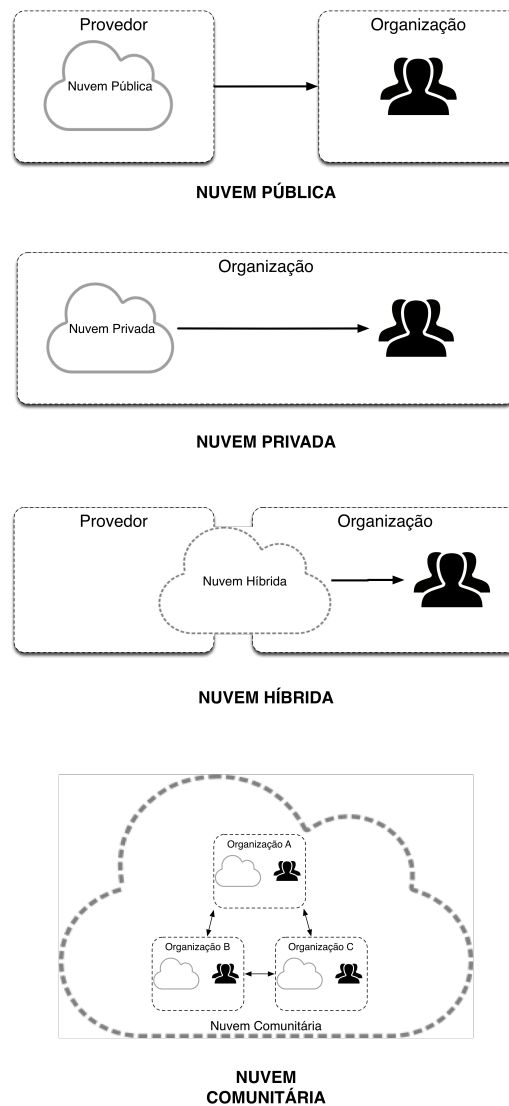 Provedor
Organização
Nuvem Pública
NUVEM PÚBLICA
Organização
Nuvem Privada
NUVEM PRIVADA
Provedor
Organização
Nuvem Híbrida
NUVEM HÍBRIDA
Organização A
Organização B
Organização C
Nuvem Comunitária
NUVEM
COMUNITÁRIA